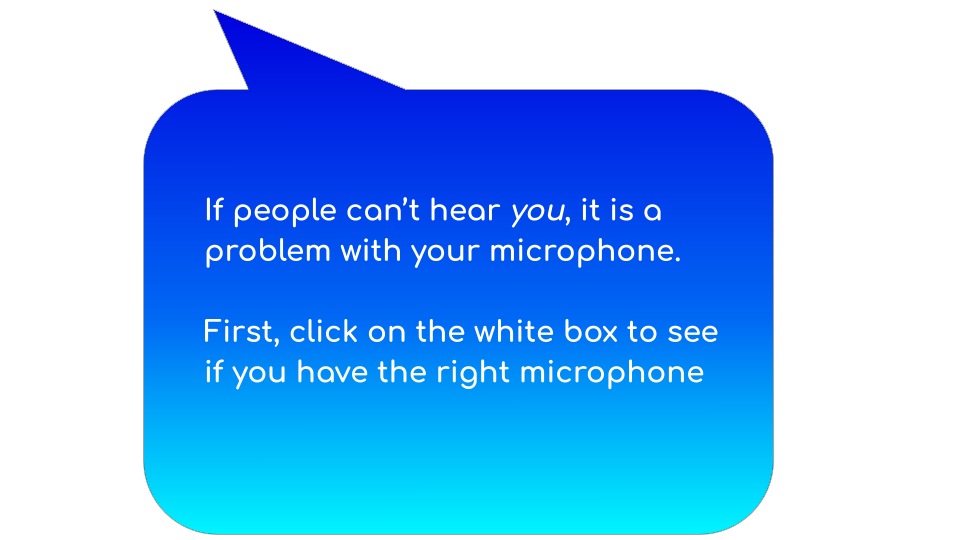 If people can’t hear you, it is a
problem with your microphone.
First, click on the white box to see
if you have the right microphone